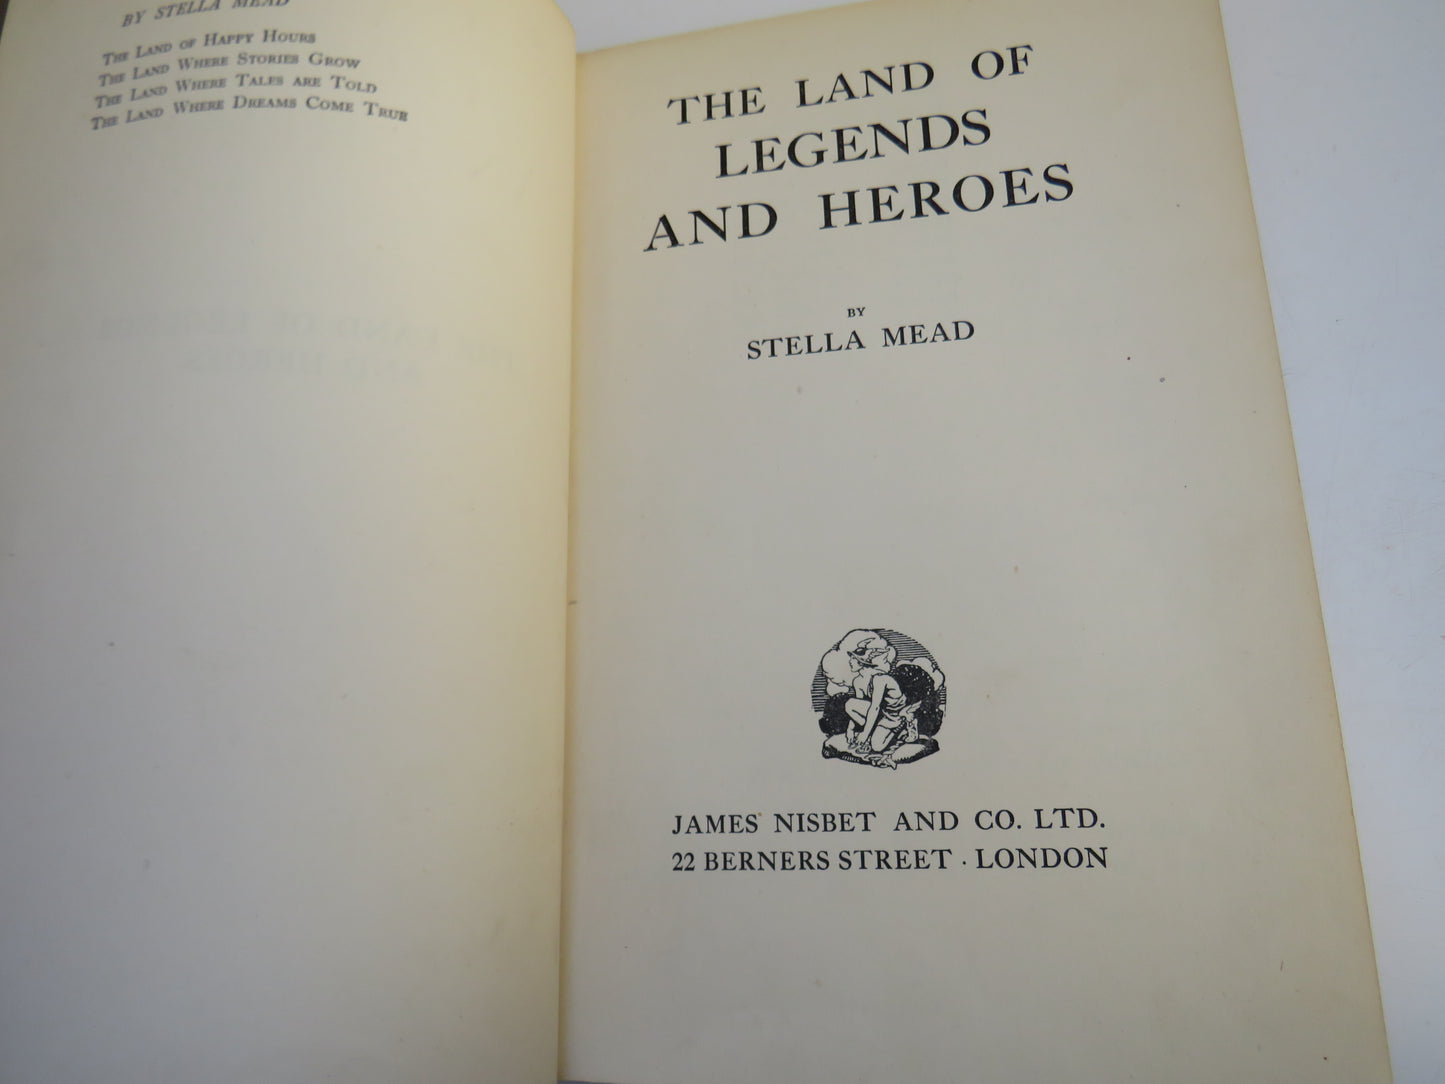 BY STELLA MEAD
THE LAND OF HAPPY HOURS
THE LAND WHERE STORIES GROW
THE LAND WHERE TALES ARE TOLD
THE LAND WHERE DREAMS COME TRUE
THE LAND OF
LEGENDS
AND HEROES
BY
STELLA MEAD
JAMES NISBET AND CO. LTD.
22 BERNERS STREET · LONDON